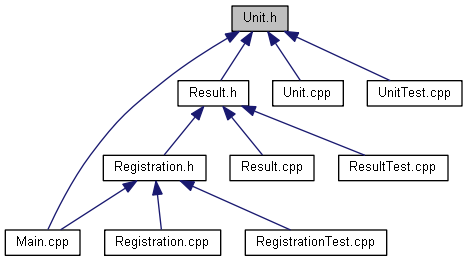 Unit.h
Result.h
Unit.cpp
UnitTest.cpp
Registration.h
Result.cpp
ResultTest.cpp
Main.cpp
Registration.cpp
RegistrationTest.cpp